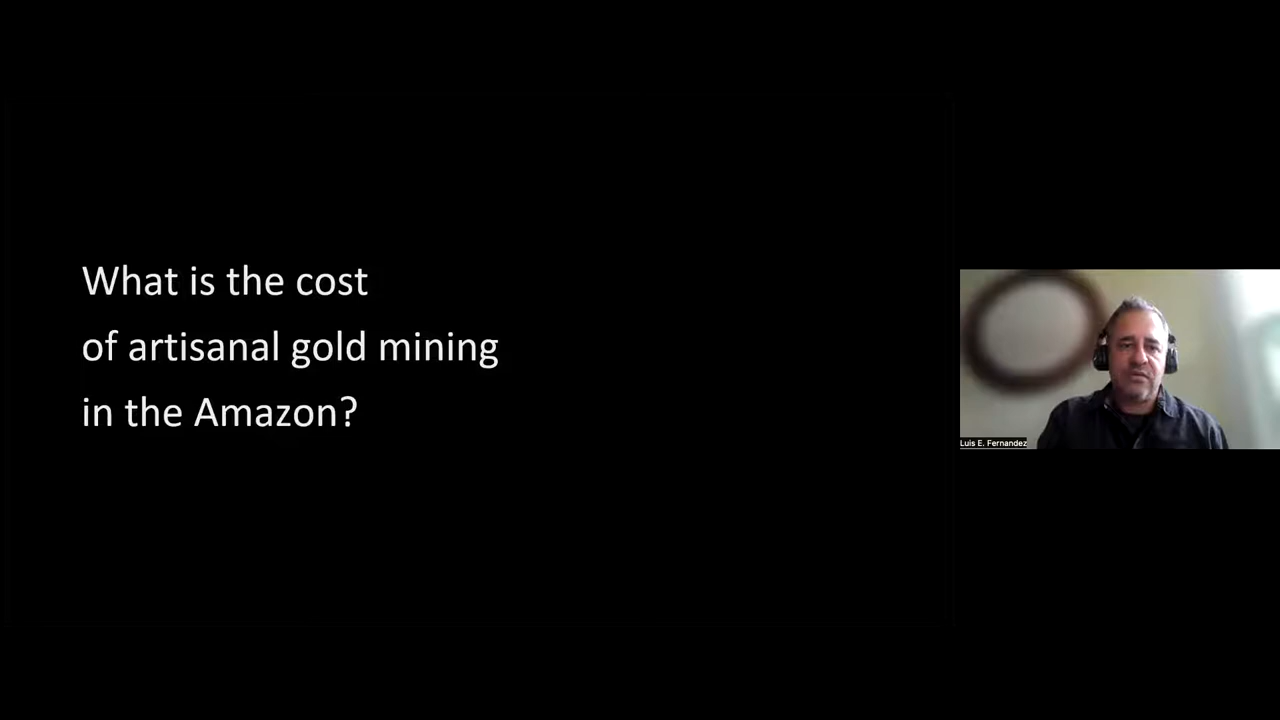 What is the cost
of artisanal gold mining
in the Amazon?
Luis E. Fernandez